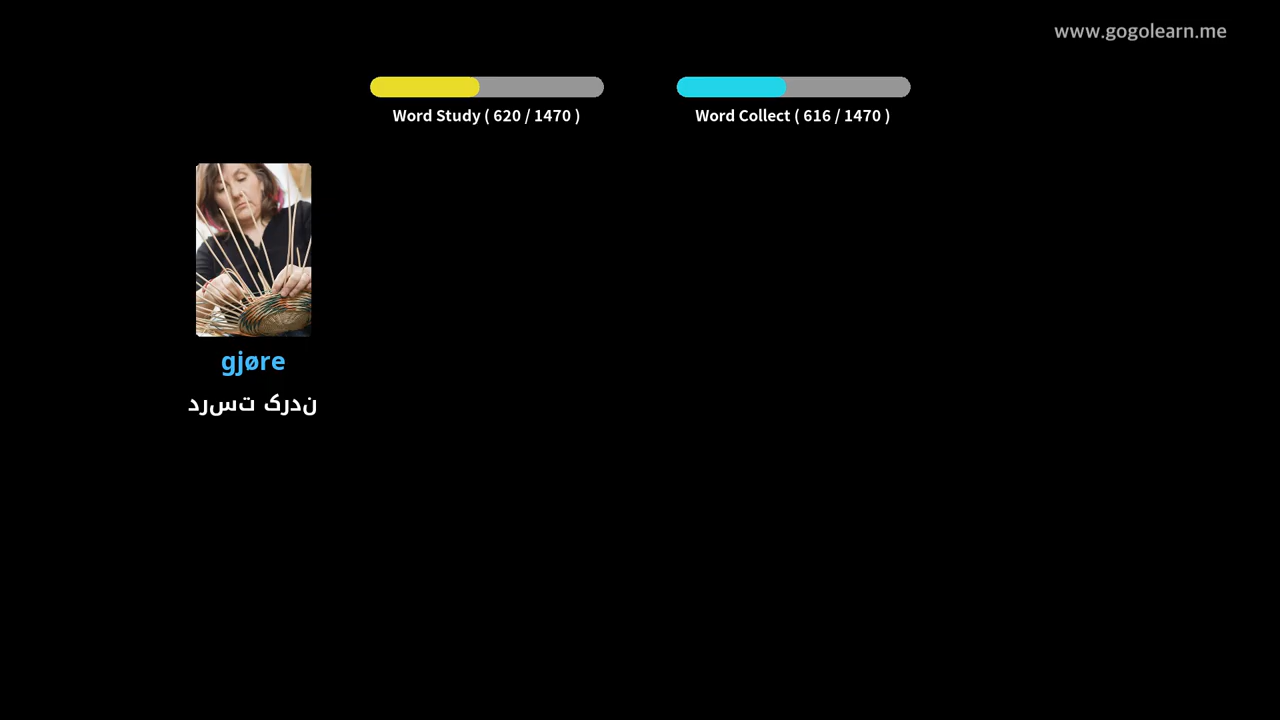 www.gogolearn.me
Word Study ( 620 / 1470 )
Word Collect ( 616 / 1470 )
gjøre
درست کردن